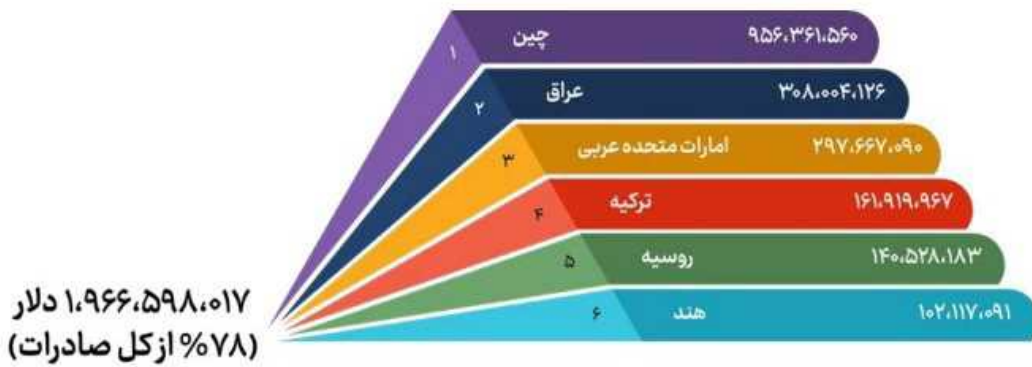 ۱ چین ۹۵۶،۳۶۱،۵۶۰
۲ عراق ۳۰۸،۰۰۴،۱۲۶
۳ امارات متحده عربی ۲۹۷،۶۶۷،۰۹۰
۴ ترکیه ۱۶۱،۹۱۹،۹۶۷
۵ روسیه ۱۴۰،۵۲۸،۱۸۳
۶ هند ۱۰۲،۱۱۷،۰۹۱
۱،۹۶۶،۵۹۸،۰۱۷ دلار
(۷۸% از کل صادرات)